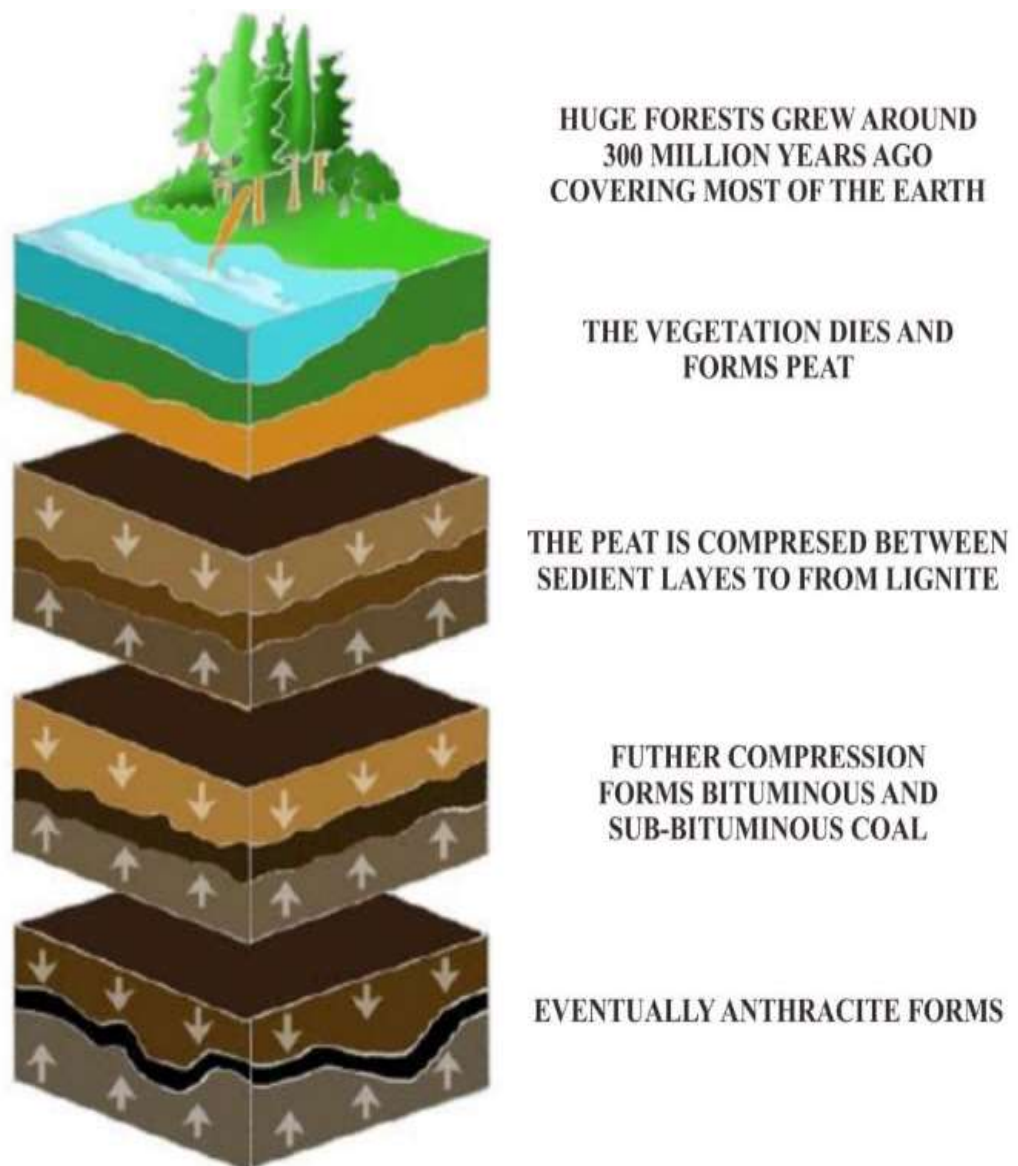 HUGE FORESTS GREW AROUND
300 MILLION YEARS AGO
COVERING MOST OF THE EARTH
THE VEGETATION DIES AND
FORMS PEAT
THE PEAT IS COMPRESED BETWEEN
SEDIENT LAYES TO FROM LIGNITE
FUTHER COMPRESSION
FORMS BITUMINOUS AND
SUB-BITUMINOUS COAL
EVENTUALLY ANTHRACITE FORMS